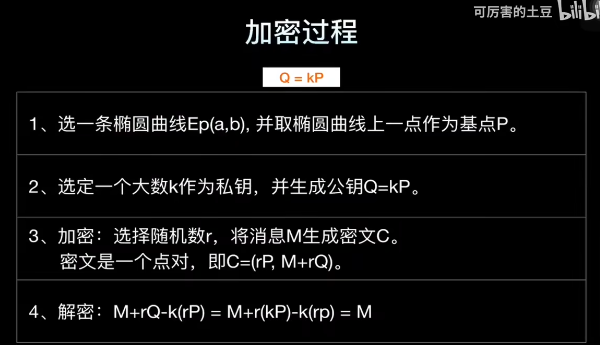 可厉害的土豆 bilibili
加密过程
Q = kP
1、选一条椭圆曲线Ep(a,b), 并取椭圆曲线上一点作为基点P。
2、选定一个大数k作为私钥，并生成公钥Q=kP。
3、加密：选择随机数r，将消息M生成密文C。
密文是一个点对，即C=(rP, M+rQ)。
4、解密：M+rQ-k(rP) = M+r(kP)-k(rp) = M